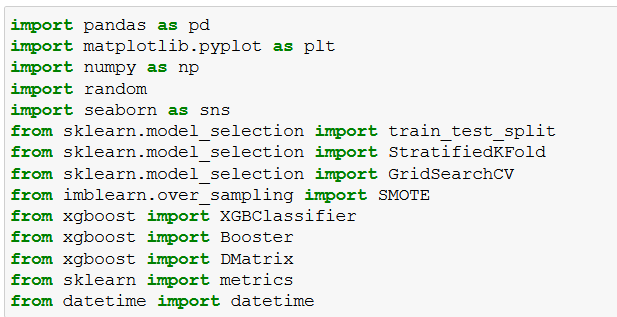 import pandas as pd
import matplotlib.pyplot as plt
import numpy as np
import random
import seaborn as sns
from sklearn.model_selection import train_test_split
from sklearn.model_selection import StratifiedKFold
from sklearn.model_selection import GridSearchCV
from imblearn.over_sampling import SMOTE
from xgboost import XGBClassifier
from xgboost import Booster
from xgboost import DMatrix
from sklearn import metrics
from datetime import datetime